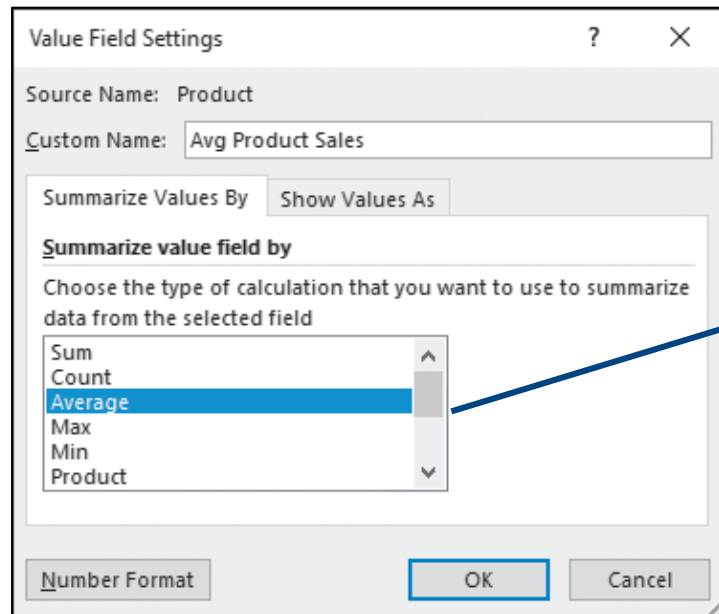 Value Field Settings ? ×
Source Name: Product
Custom Name: Avg Product Sales
Summarize Values By Show Values As
Summarize value field by
Choose the type of calculation that you want to use to summarize
data from the selected field
Sum
Count
Average
Max
Min
Product
Number Format OK Cancel